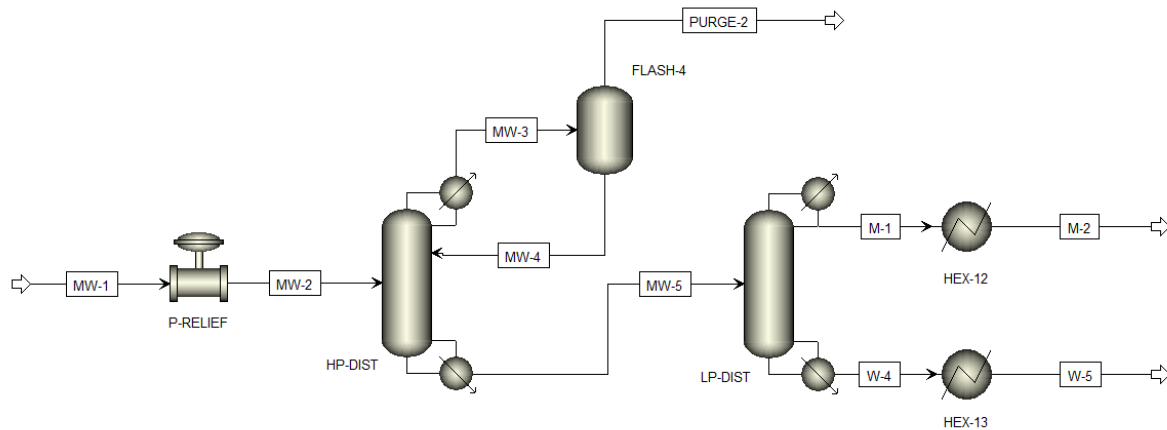 PURGE-2
FLASH-4
MW-3
MW-4
MW-1
MW-2
P-RELIEF
HP-DIST
MW-5
M-1
M-2
HEX-12
LP-DIST
W-4
W-5
HEX-13